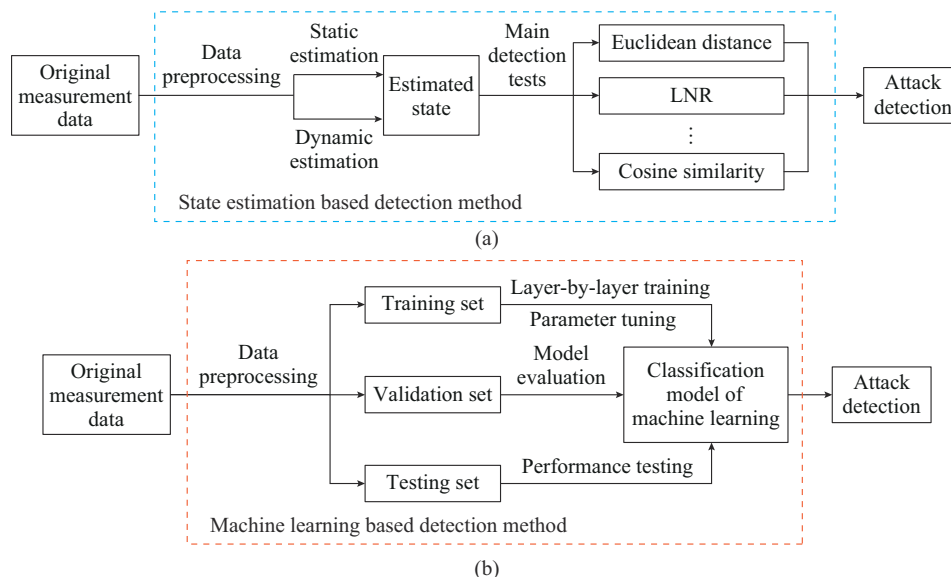 Original
measurement
data
Data
preprocessing
Static
estimation
Dynamic
estimation
Estimated
state
Main
detection
tests
Euclidean distance
LNR
⋮
Cosine similarity
Attack
detection
State estimation based detection method
(a)
Original
measurement
data
Data
preprocessing
Training set
Validation set
Testing set
Layer-by-layer training
Parameter tuning
Model
evaluation
Performance testing
Classification
model of
machine learning
Attack
detection
Machine learning based detection method
(b)